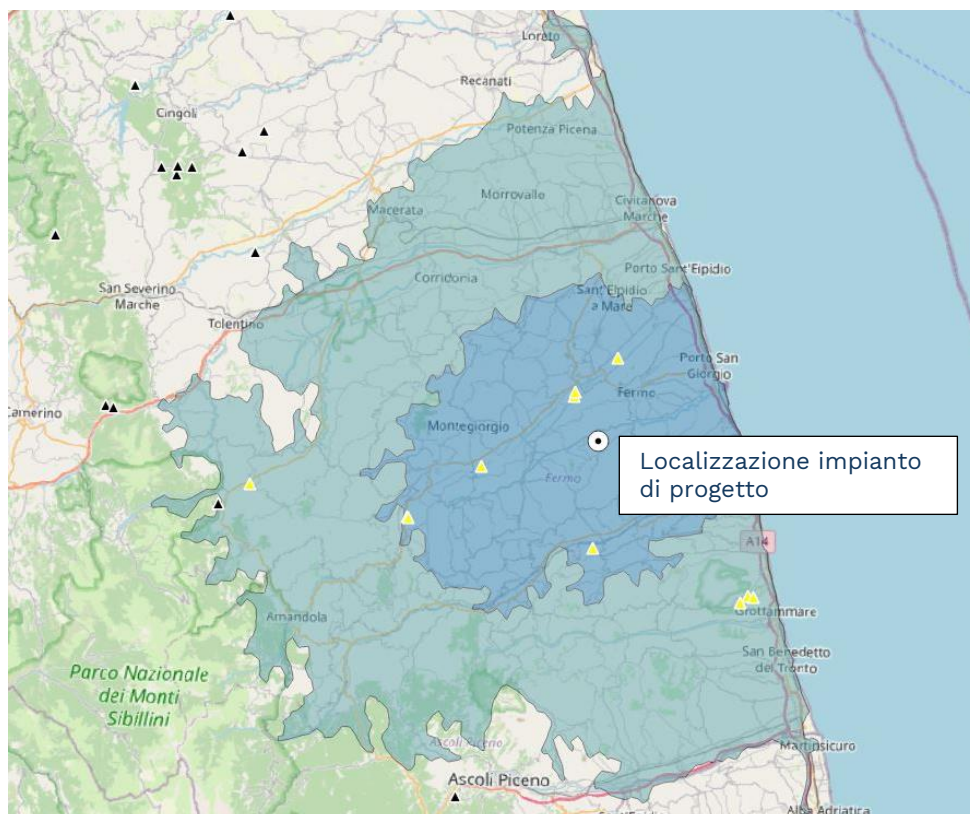 Loreto
Recanati
Cingoli
Potenza Picena
Morrovalle
Macerata
Civitanova
Marche
Corridonia
Porto Sant'Elpidio
San Severino
Marche
Sant'Elpidio
a Mare
Tolentino
Porto San
Giorgio
Fermo
Camerino
Montegiorgio
Localizzazione impianto
di progetto
Fermo
A14
Amandola
Grottammare
San Benedetto
del Tronto
Parco Nazionale
dei Monti
Sibillini
Ascoli Piceno
Martinsicuro
Ascoli Piceno
Alba Adriatica